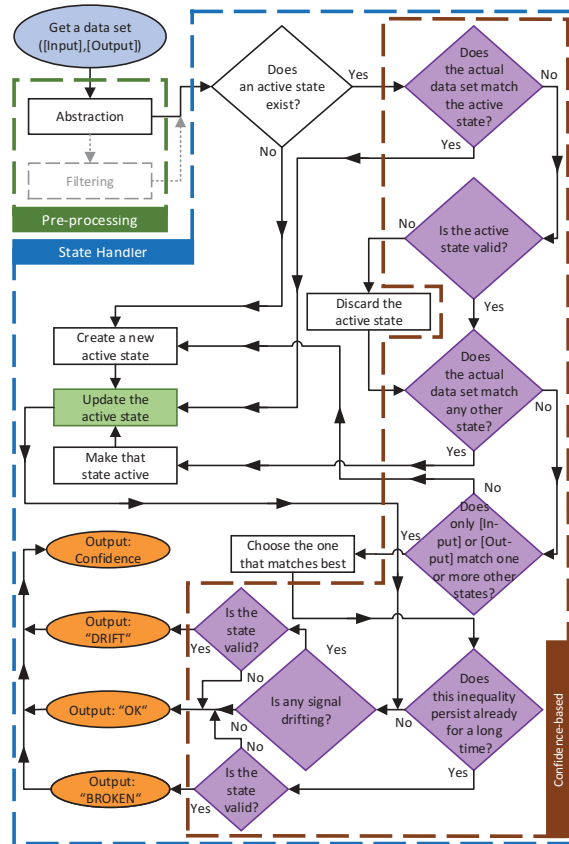 Get a data set
([Input],[Output])
Abstraction
Filtering
Pre-processing
State Handler
Does
an active state
exist?
Yes
No
Does
the actual
data set match
the active
state?
No
Yes
Is the active
state valid?
No
Yes
Discard the
active state
Create a new
active state
Update the
active state
Make that
state active
Does
the actual
data set match
any other
state?
No
Yes
No
Does
only [In-
put] or [Out-
put] match one
or more other
states?
Yes
Choose the one
that matches best
Output:
Confidence
Output:
"DRIFT"
Output: "OK"
Output:
"BROKEN"
Is the
state
valid?
Yes
No
Yes
Is any signal
drifting?
No
No
Is the
state
valid?
Yes
Does
this inequality
persist already
for a long
time?
Yes
Confidence-based